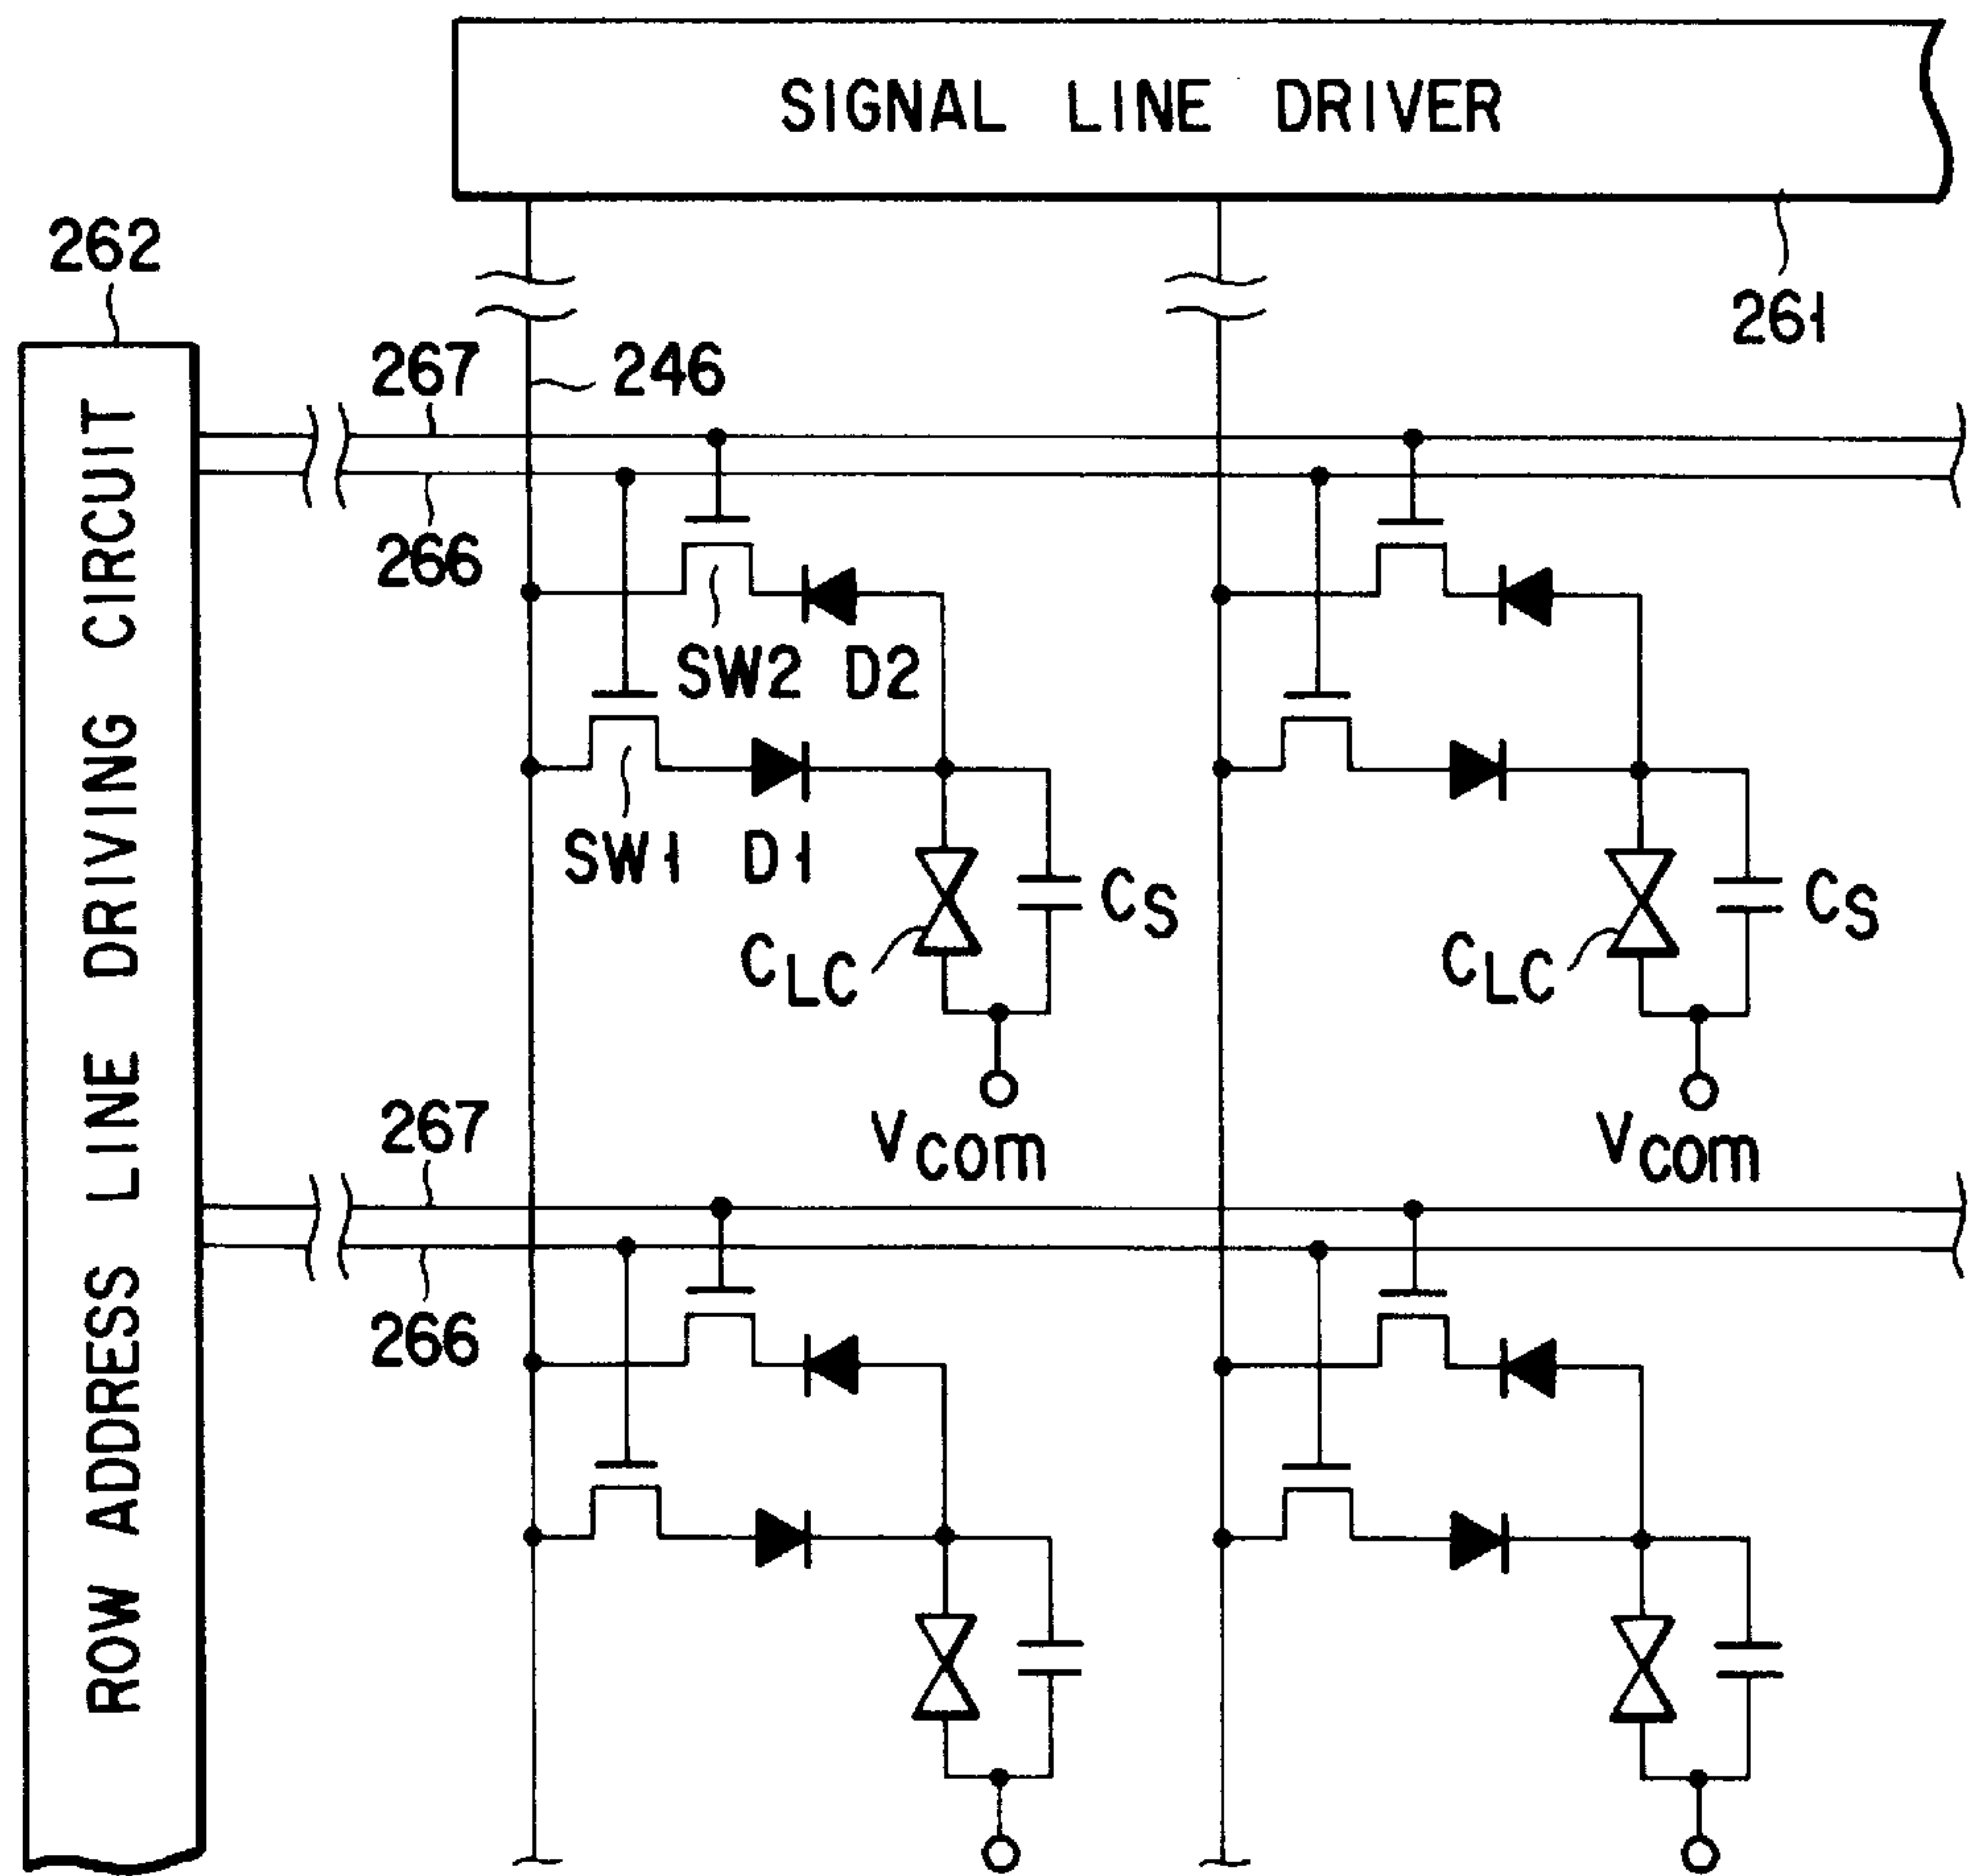 SIGNAL LINE DRIVER
262
261
267
246
ROW ADDRESS LINE DRIVING CIRCUIT
266
SW2 D2
SW1 D1
CS
CS
CLC
CLC
Vcom
Vcom
267
266